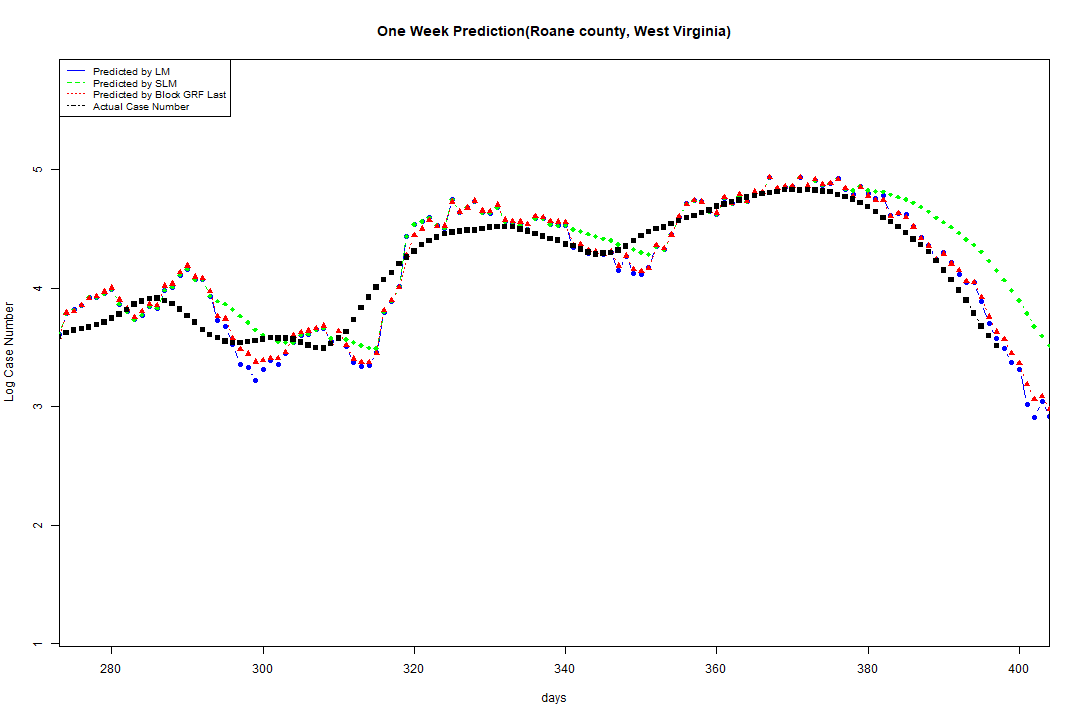 One Week Prediction(Roane county, West Virginia)
Predicted by LM
Predicted by SLM
Predicted by Block GRF Last
Actual Case Number
5
4
3
2
1
Log Case Number
280 300 320 340 360 380 400
days